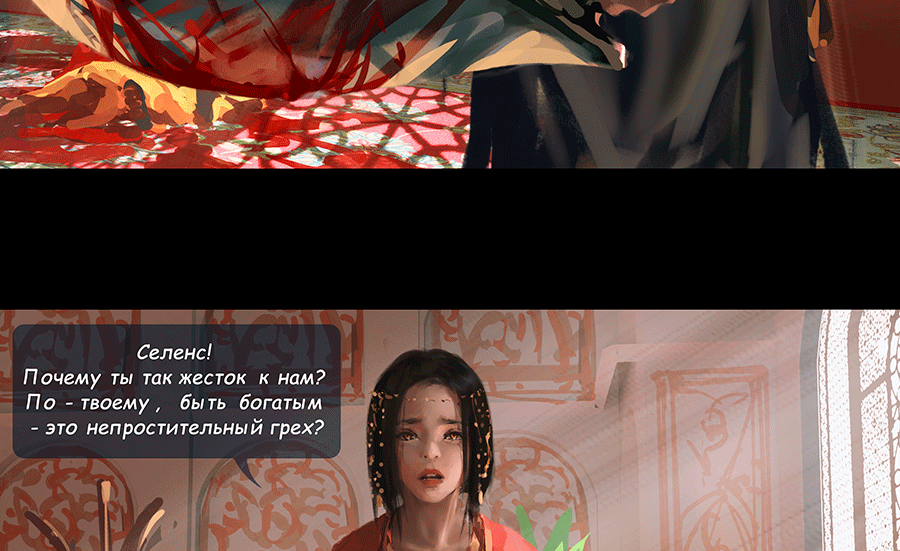 Селенс!
Почему ты так жесток к нам?
По - твоему , быть богатым
- это непростительный грех?